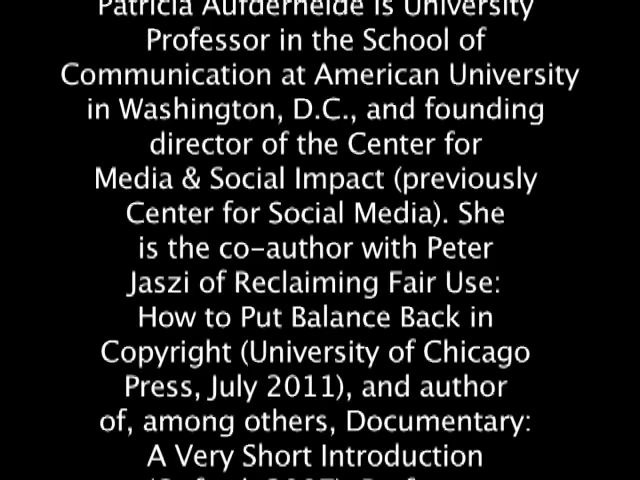 Patricia Aufderheide is University
Professor in the School of
Communication at American University
in Washington, D.C., and founding
director of the Center for
Media & Social Impact (previously
Center for Social Media). She
is the co-author with Peter
Jaszi of Reclaiming Fair Use:
How to Put Balance Back in
Copyright (University of Chicago
Press, July 2011), and author
of, among others, Documentary:
A Very Short Introduction